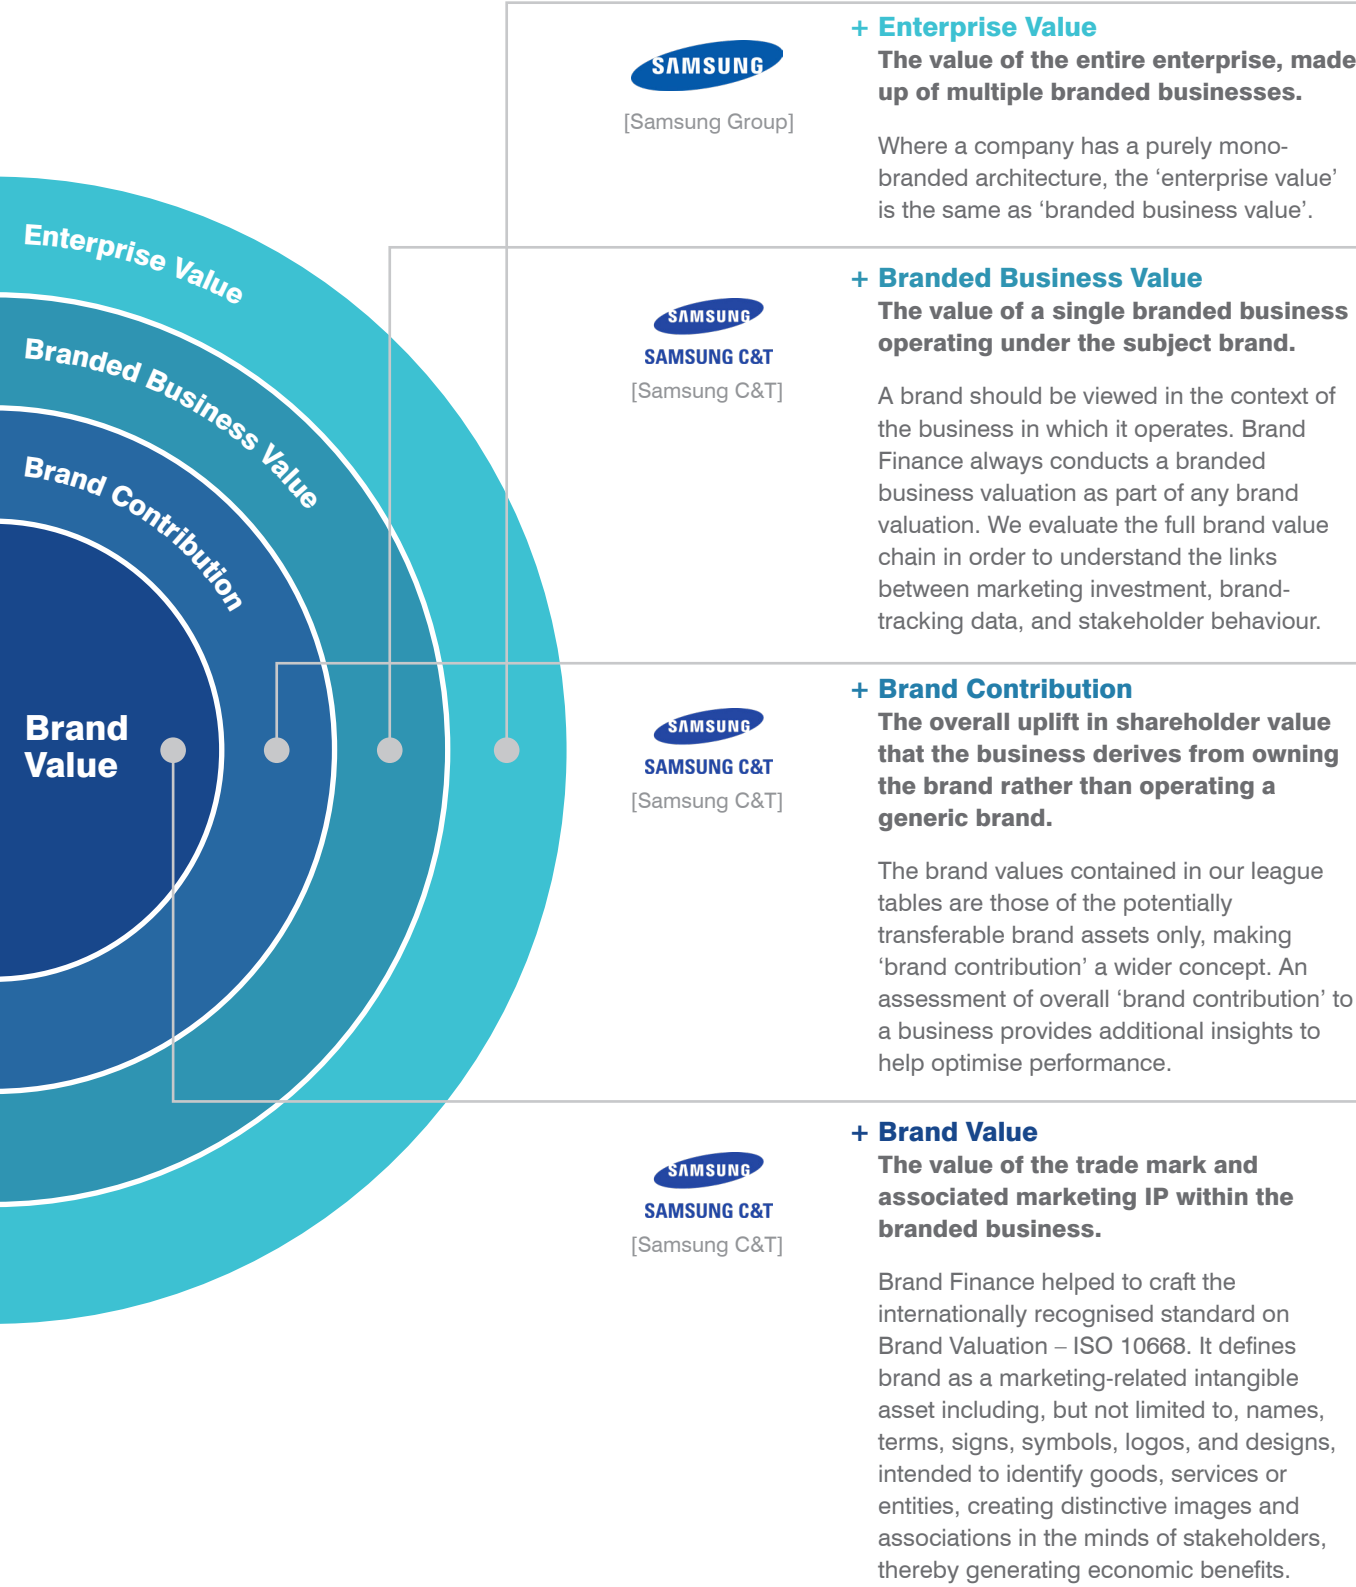 Enterprise Value
Branded Business Value
Brand Contribution
Brand
Value
SAMSUNG
[Samsung Group]
+ Enterprise Value
The value of the entire enterprise, made
up of multiple branded businesses.
Where a company has a purely mono-
branded architecture, the ‘enterprise value’
is the same as ‘branded business value’.
SAMSUNG
SAMSUNG C&T
[Samsung C&T]
+ Branded Business Value
The value of a single branded business
operating under the subject brand.
A brand should be viewed in the context of
the business in which it operates. Brand
Finance always conducts a branded
business valuation as part of any brand
valuation. We evaluate the full brand value
chain in order to understand the links
between marketing investment, brand-
tracking data, and stakeholder behaviour.
SAMSUNG
SAMSUNG C&T
[Samsung C&T]
+ Brand Contribution
The overall uplift in shareholder value
that the business derives from owning
the brand rather than operating a
generic brand.
The brand values contained in our league
tables are those of the potentially
transferable brand assets only, making
‘brand contribution’ a wider concept. An
assessment of overall ‘brand contribution’ to
a business provides additional insights to
help optimise performance.
SAMSUNG
SAMSUNG C&T
[Samsung C&T]
+ Brand Value
The value of the trade mark and
associated marketing IP within the
branded business.
Brand Finance helped to craft the
internationally recognised standard on
Brand Valuation – ISO 10668. It defines
brand as a marketing-related intangible
asset including, but not limited to, names,
terms, signs, symbols, logos, and designs,
intended to identify goods, services or
entities, creating distinctive images and
associations in the minds of stakeholders,
thereby generating economic benefits.